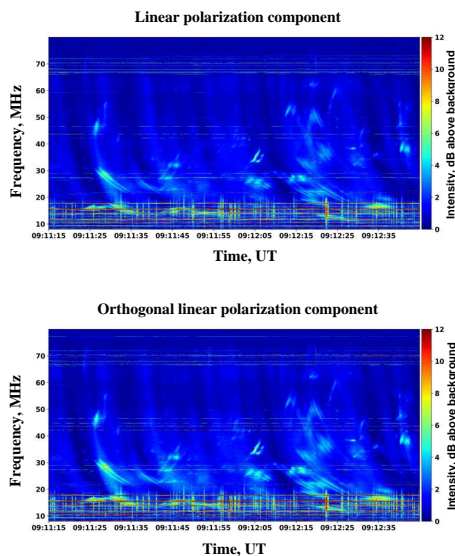 Linear polarization component
12
10
8
6
4
2
0
Intensity, dB above background
70
60
50
40
30
20
10
Frequency, MHz
09:11:15 09:11:25 09:11:35 09:11:45 09:11:55 09:12:05 09:12:15 09:12:25 09:12:35
Time, UT
Orthogonal linear polarization component
12
10
8
6
4
2
0
Intensity, dB above background
70
60
50
40
30
20
10
Frequency, MHz
09:11:15 09:11:25 09:11:35 09:11:45 09:11:55 09:12:05 09:12:15 09:12:25 09:12:35
Time, UT